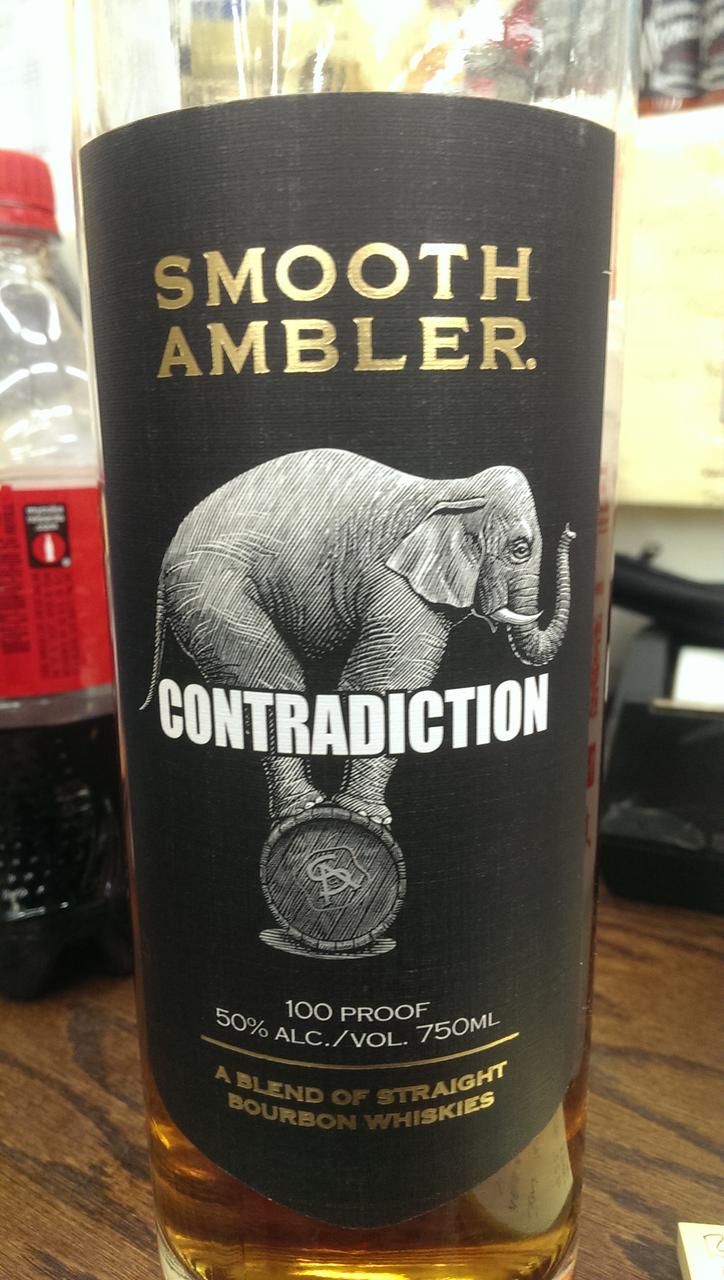 SMOOTH
AMBLER.
CONTRADICTION
100 PROOF
50% ALC./VOL. 750ML
A BLEND OF STRAIGHT
BOURBON WHISKIES